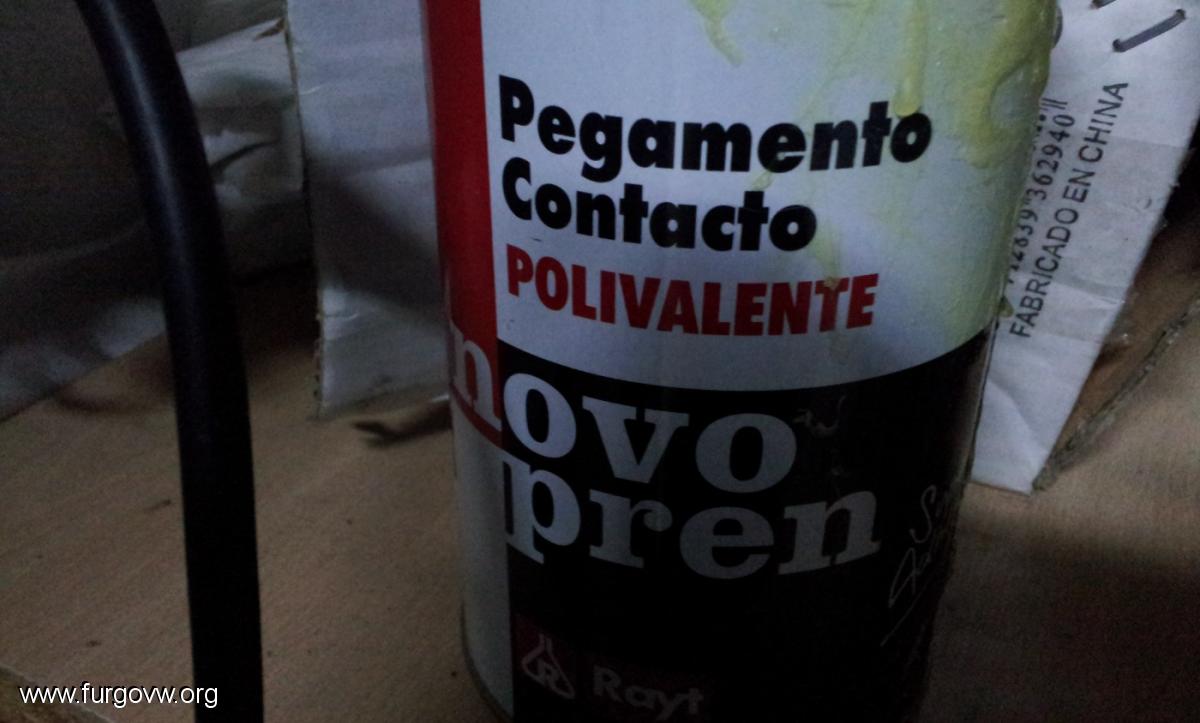 Pegamento
Contacto
POLIVALENTE
novo
pren
Rayt
FABRICADO EN CHINA
www.furgovw.org